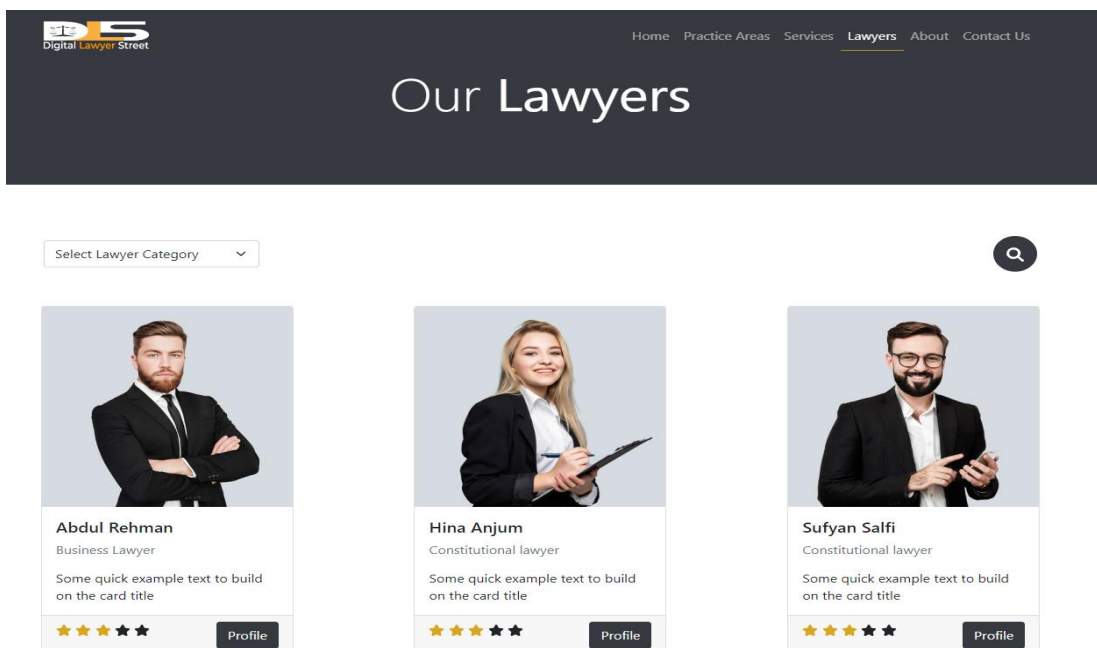 DLS
Digital Lawyer Street
Home Practice Areas Services Lawyers About Contact Us
Our Lawyers
Select Lawyer Category
Abdul Rehman
Business Lawyer
Some quick example text to build
on the card title
Profile
Hina Anjum
Constitutional lawyer
Some quick example text to build
on the card title
Profile
Sufyan Salfi
Constitutional lawyer
Some quick example text to build
on the card title
Profile